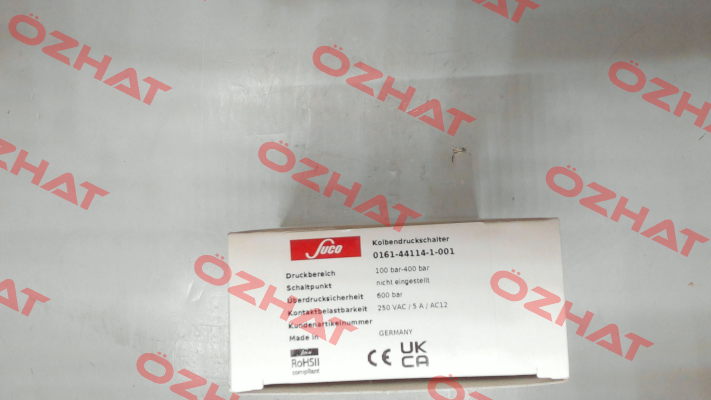 Suco
Kolbendruckschalter
0161-44114-1-001
Druckbereich 100 bar-400 bar
Schaltpunkt nicht eingestellt
Überdrucksicherheit 600 bar
Kontaktbelastbarkeit 250 VAC / 5 A / AC12
Kundenartikelnummer
Made in GERMANY
Suco
RoHSII
compliant
CE UK
CA
ÖZHAT
ÖZHAT
ÖZHAT
ÖZHAT
ÖZHAT
ÖZHAT
ÖZHAT
ÖZHAT
ÖZHAT
ÖZHAT
ÖZHAT